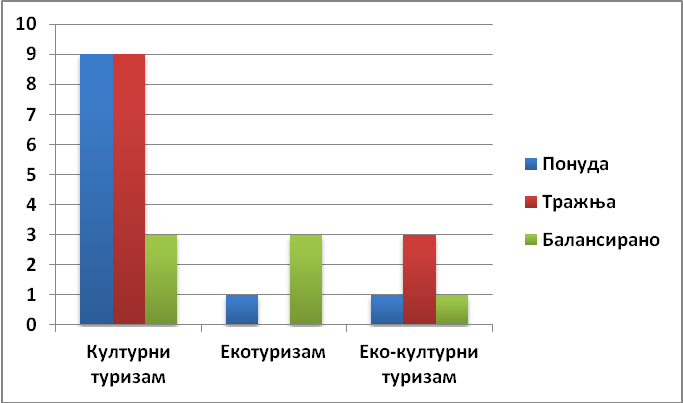 10
9
8
7
6
5
4
3
2
1
0
Културни
туризам
Екотуризам
Еко-културни
туризам
Понуда
Тражња
Балансирано